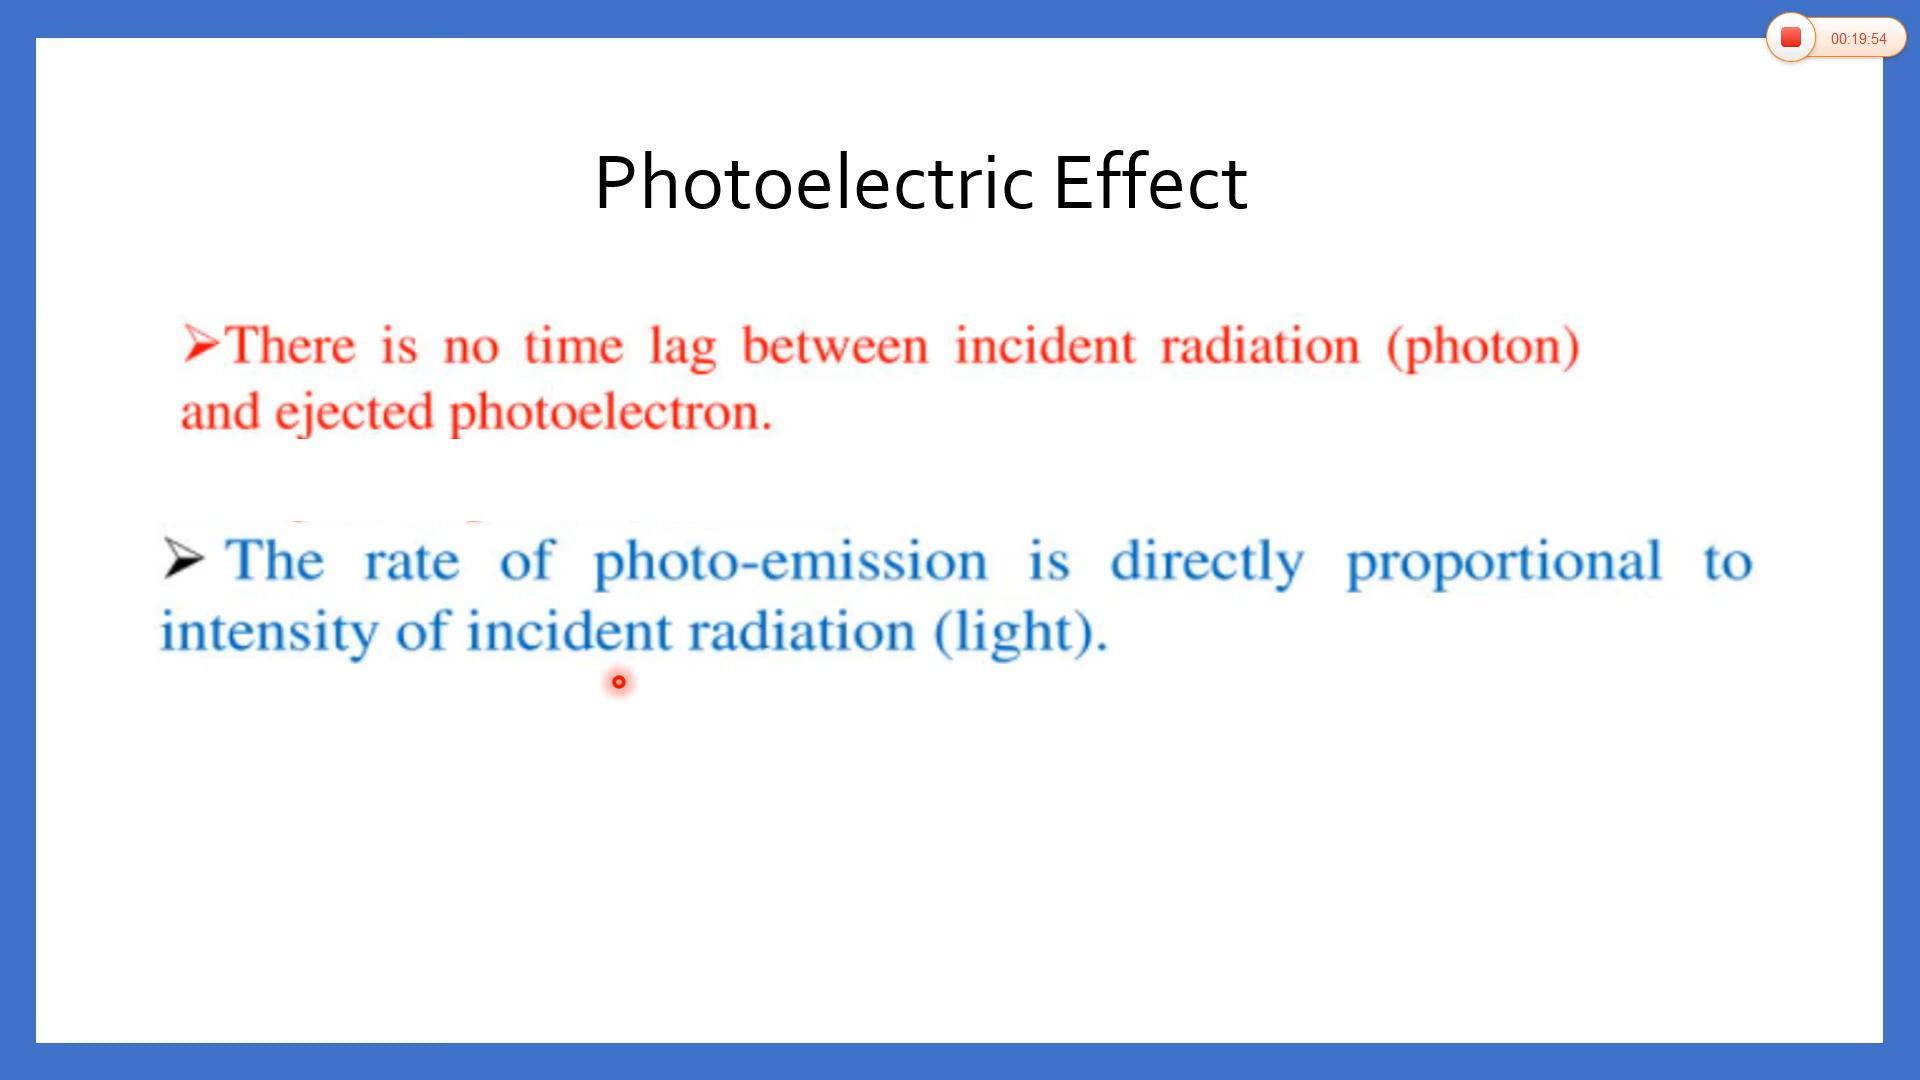 00:19:54
Photoelectric Effect
➢There is no time lag between incident radiation (photon)
and ejected photoelectron.
➢ The rate of photo-emission is directly proportional to
intensity of incident radiation (light).